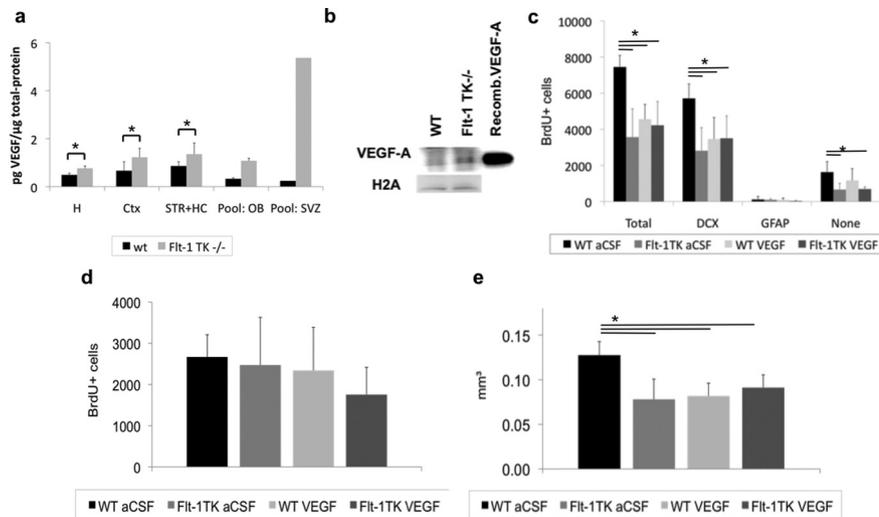 a
pg VEGF/µg total-protein
6
4
2
0
*
*
*
H Ctx STR+HC Pool: OB Pool: SVZ
wt Flt-1 TK -/-
b
WT
Flt-1 TK-/-
Recomb.VEGF-A
VEGF-A
H2A
c
BrdU+ cells
10000
8000
6000
4000
2000
0
*
*
*
Total DCX GFAP None
WT aCSF Flt-1TK aCSF WT VEGF Flt-1TK VEGF
d
BrdU+ cells
4000
3000
2000
1000
0
WT aCSF Flt-1TK aCSF WT VEGF Flt-1TK VEGF
e
mm³
0.15
0.10
0.05
0.00
*
WT aCSF Flt-1TK aCSF WT VEGF Flt-1TK VEGF